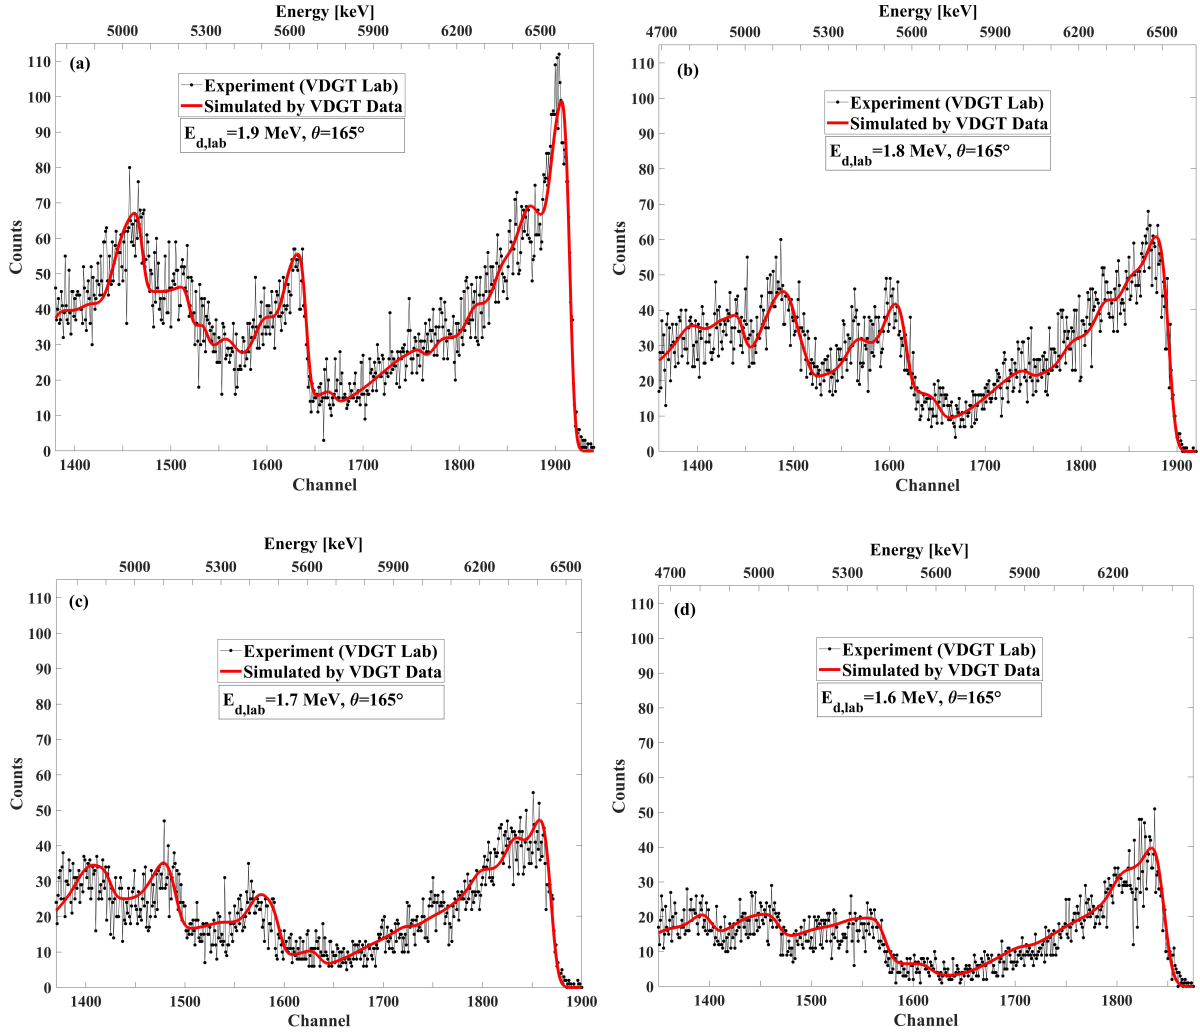 Energy [keV]
5000 5300 5600 5900 6200 6500
(a)
Experiment (VDGT Lab)
Simulated by VDGT Data
E_d,lab=1.9 MeV, θ=165°
110
100
90
80
70
60
50
40
30
20
10
0
Counts
1400 1500 1600 1700 1800 1900
Channel
Energy [keV]
4700 5000 5300 5600 5900 6200 6500
(b)
Experiment (VDGT Lab)
Simulated by VDGT Data
E_d,lab=1.8 MeV, θ=165°
110
100
90
80
70
60
50
40
30
20
10
0
Counts
1400 1500 1600 1700 1800 1900
Channel
Energy [keV]
5000 5300 5600 5900 6200 6500
(c)
Experiment (VDGT Lab)
Simulated by VDGT Data
E_d,lab=1.7 MeV, θ=165°
110
100
90
80
70
60
50
40
30
20
10
0
Counts
1400 1500 1600 1700 1800 1900
Channel
Energy [keV]
4700 5000 5300 5600 5900 6200
(d)
Experiment (VDGT Lab)
Simulated by VDGT Data
E_d,lab=1.6 MeV, θ=165°
110
100
90
80
70
60
50
40
30
20
10
0
Counts
1400 1500 1600 1700 1800
Channel